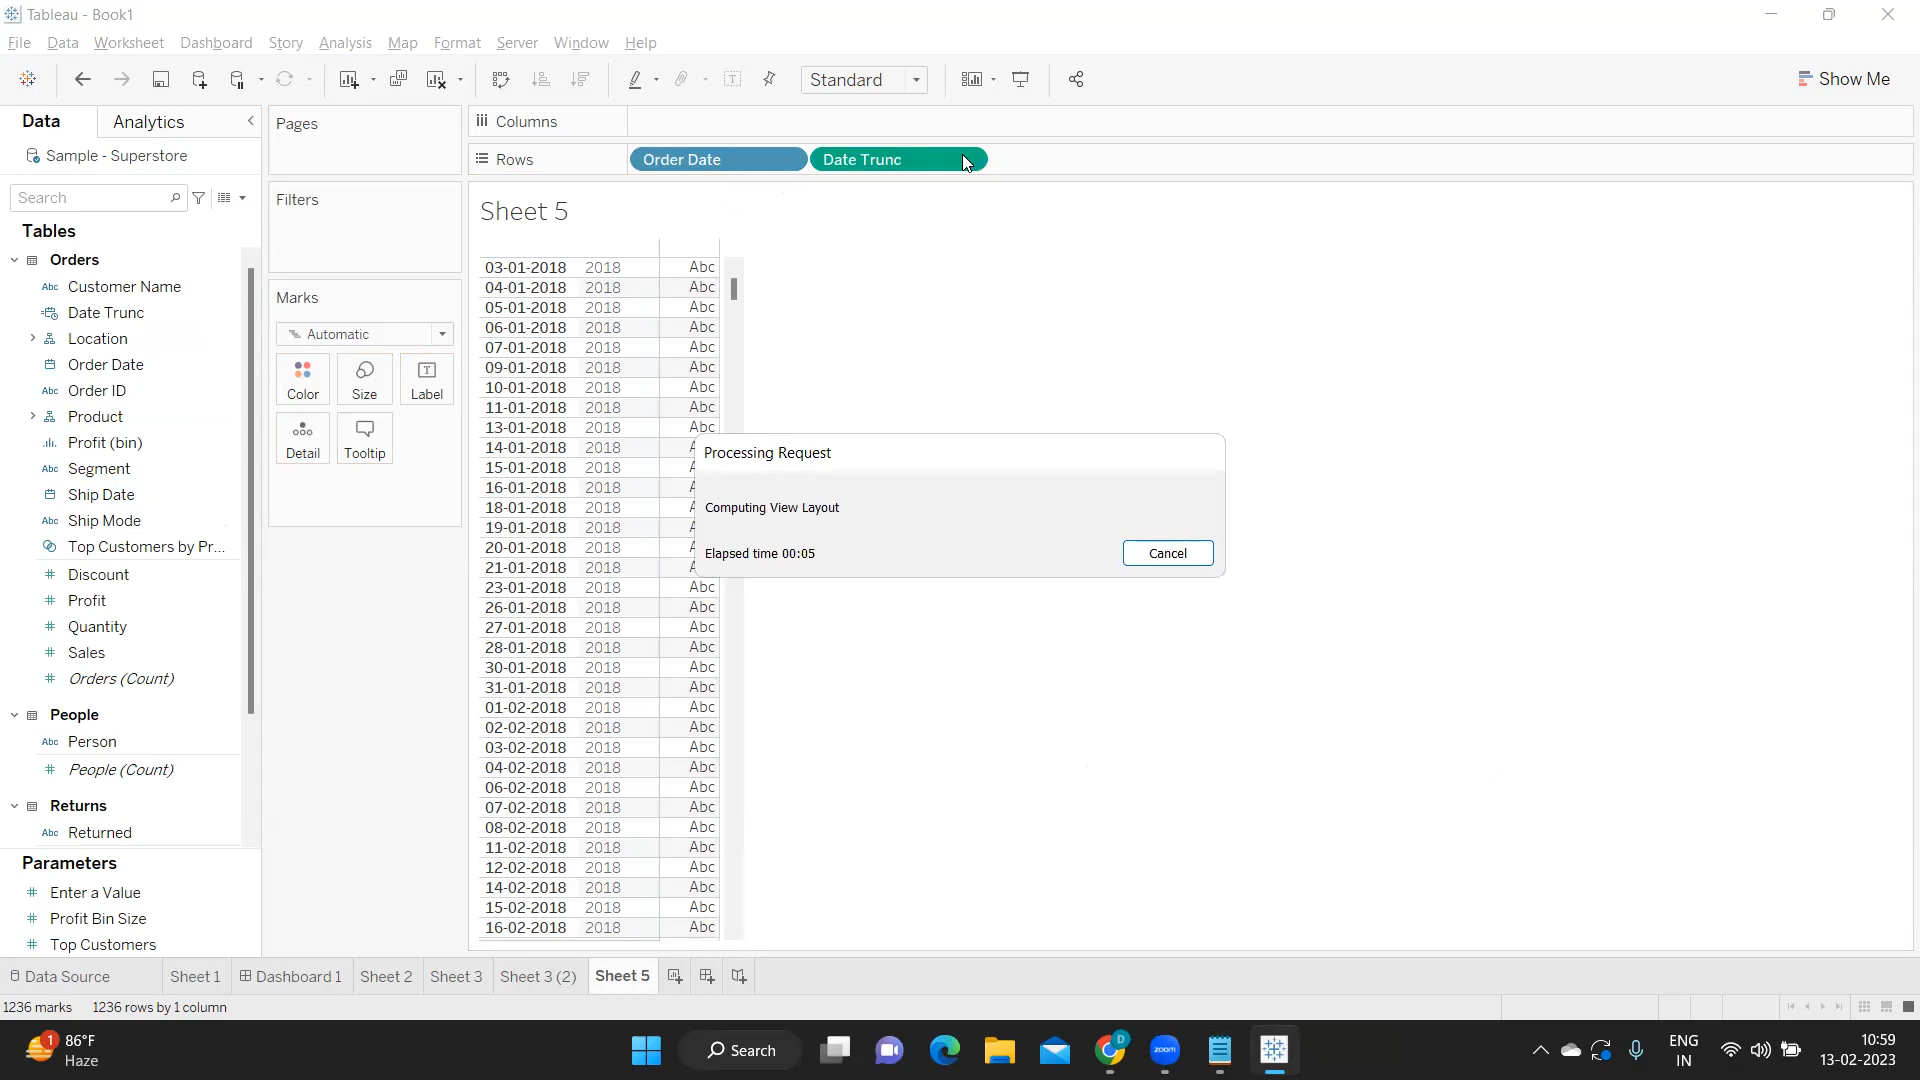 Tableau - Book1
File Data Worksheet Dashboard Story Analysis Map Format Server Window Help
Standard
Show Me
Data Analytics
Sample - Superstore
Search
Tables
Orders
Abc Customer Name
Date Trunc
Location
Order Date
Abc Order ID
Product
Profit (bin)
Abc Segment
Ship Date
Abc Ship Mode
Top Customers by Pr...
# Discount
# Profit
# Quantity
# Sales
# Orders (Count)
People
Abc Person
# People (Count)
Returns
Abc Returned
Parameters
# Enter a Value
# Profit Bin Size
# Top Customers
Pages
Filters
Marks
Automatic
Color Size Label
Detail Tooltip
Columns
Rows Order Date Date Trunc
Sheet 5
03-01-2018 2018 Abc
04-01-2018 2018 Abc
05-01-2018 2018 Abc
06-01-2018 2018 Abc
07-01-2018 2018 Abc
09-01-2018 2018 Abc
10-01-2018 2018 Abc
11-01-2018 2018 Abc
13-01-2018 2018 Abc
14-01-2018 2018
15-01-2018 2018
16-01-2018 2018
18-01-2018 2018
19-01-2018 2018
20-01-2018 2018
21-01-2018 2018
23-01-2018 2018 Abc
26-01-2018 2018 Abc
27-01-2018 2018 Abc
28-01-2018 2018 Abc
30-01-2018 2018 Abc
31-01-2018 2018 Abc
01-02-2018 2018 Abc
02-02-2018 2018 Abc
03-02-2018 2018 Abc
04-02-2018 2018 Abc
06-02-2018 2018 Abc
07-02-2018 2018 Abc
08-02-2018 2018 Abc
11-02-2018 2018 Abc
12-02-2018 2018 Abc
14-02-2018 2018 Abc
15-02-2018 2018 Abc
16-02-2018 2018 Abc
Processing Request
Computing View Layout
Elapsed time 00:05
Cancel
Data Source Sheet 1 Dashboard 1 Sheet 2 Sheet 3 Sheet 3 (2) Sheet 5
1236 marks 1236 rows by 1 column
1
86°F
Haze
Search
D
zoom
ENG
IN
10:59
13-02-2023